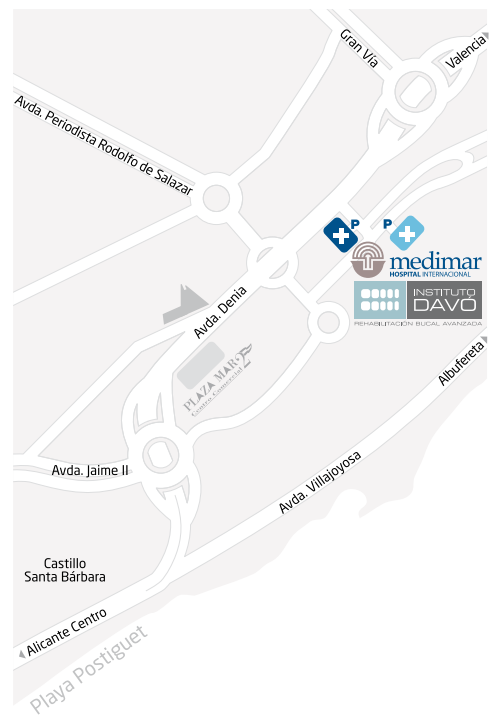 Gran Vía
Valencia
Avda. Periodista Rodolfo de Salazar
P
P
medimar
HOSPITAL INTERNACIONAL
INSTITUTO
DAVÓ
REHABILITACIÓN BUCAL AVANZADA
Avda. Denia
PLAZA MAR 2
Centro Comercial
Albufereta
Avda. Jaime II
Avda. Villajoyosa
Castillo
Santa Bárbara
Alicante Centro
Playa Postiguet